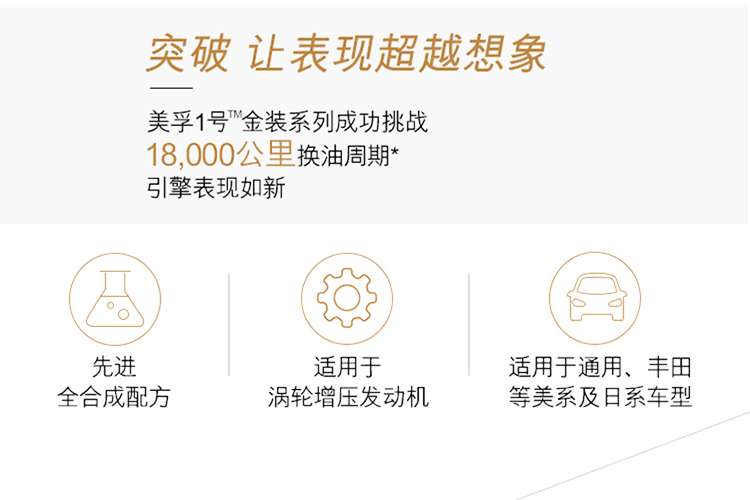 突破 让表现超越想象
美孚1号™金装系列成功挑战
18,000公里换油周期*
引擎表现如新
先进
全合成配方
适用于
涡轮增压发动机
适用于通用、丰田
等美系及日系车型